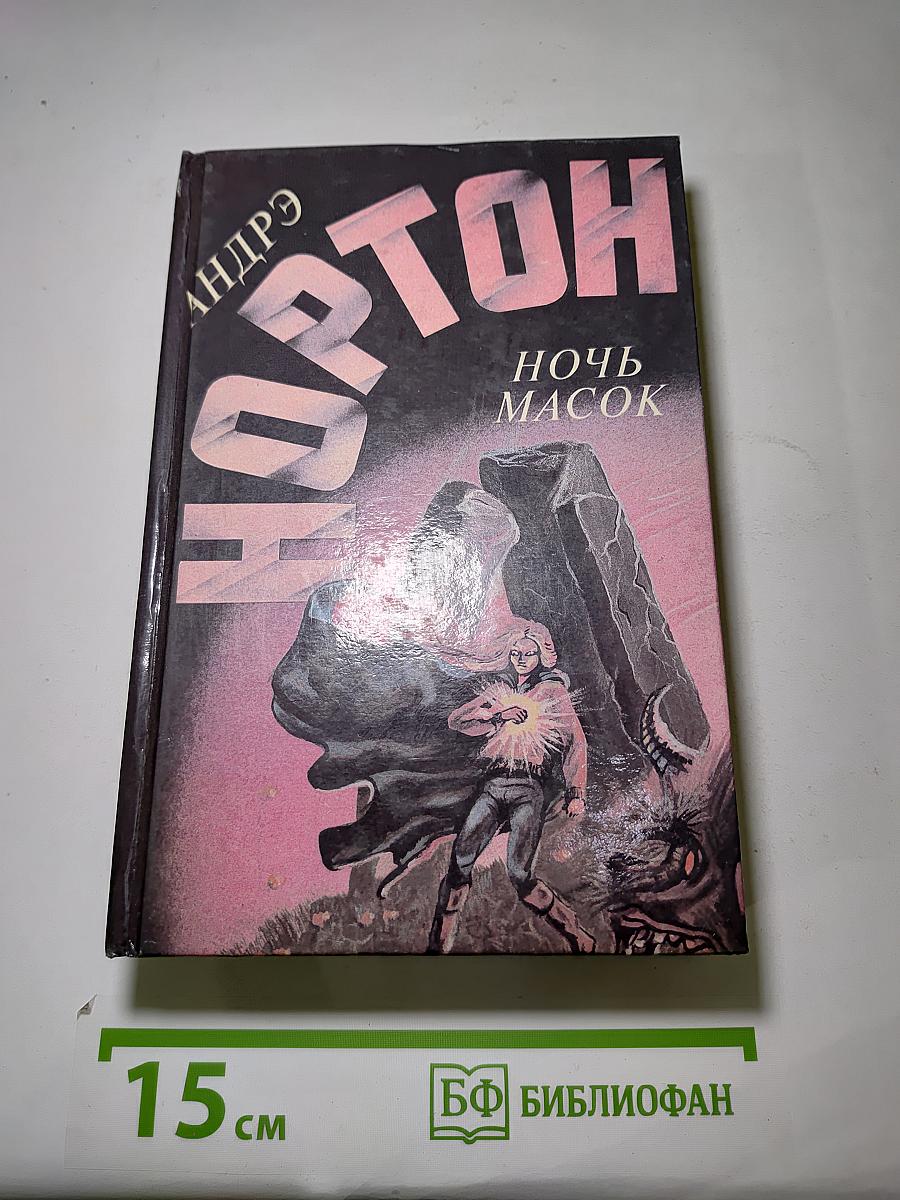 АНДРЭ
НОРТОН
НОЧЬ
МАСОК
15 см
БФ БИБЛИОФАН